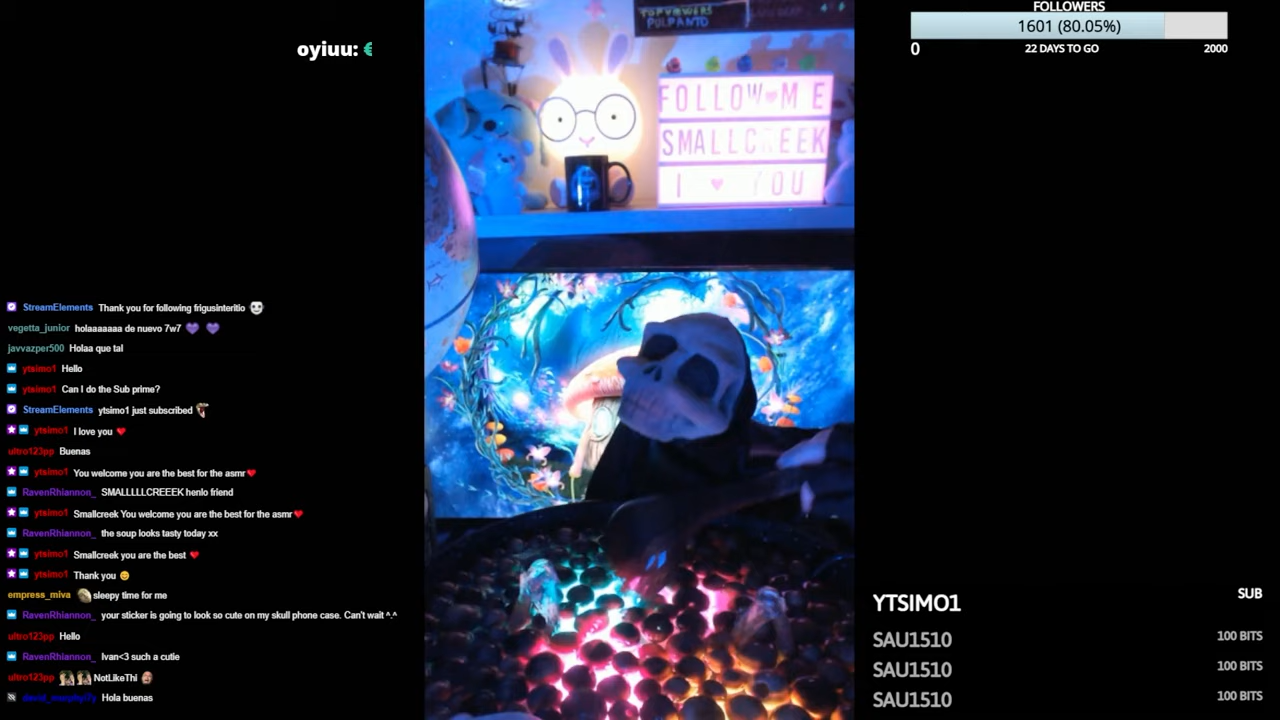 oyiuu: €
TOPVIEWERS
PULPANTO
FOLLOW♥ME
SMALLCREEK
I ♥ YOU
FOLLOWERS
1601 (80.05%)
0 22 DAYS TO GO 2000
StreamElements Thank you for following frigusinteritio
vegetta_junior holaaaaaaa de nuevo 7w7 💜 💜
javvazper500 Holaa que tal
ytsimo1 Hello
ytsimo1 Can I do the Sub prime?
StreamElements ytsimo1 just subscribed
ytsimo1 I love you ❤
ultro123pp Buenas
ytsimo1 You welcome you are the best for the asmr❤
RavenRhiannon_ SMALLLLLCREEEK henlo friend
ytsimo1 Smallcreek You welcome you are the best for the asmr❤
RavenRhiannon_ the soup looks tasty today xx
ytsimo1 Smallcreek you are the best ❤
ytsimo1 Thank you 😊
empress_miva sleepy time for me
RavenRhiannon_ your sticker is going to look so cute on my skull phone case. Can't wait ^.^
ultro123pp Hello
RavenRhiannon_ Ivan<3 such a cutie
ultro123pp NotLikeThi
Hola buenas
YTSIMO1 SUB
SAU1510 100 BITS
SAU1510 100 BITS
SAU1510 100 BITS